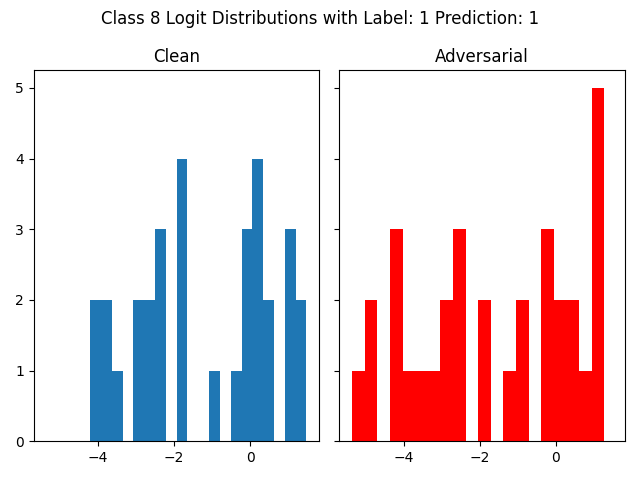 Class 8 Logit Distributions with Label: 1 Prediction: 1
Clean
Adversarial
5
4
3
2
1
0
−4 −2 0
−4 −2 0